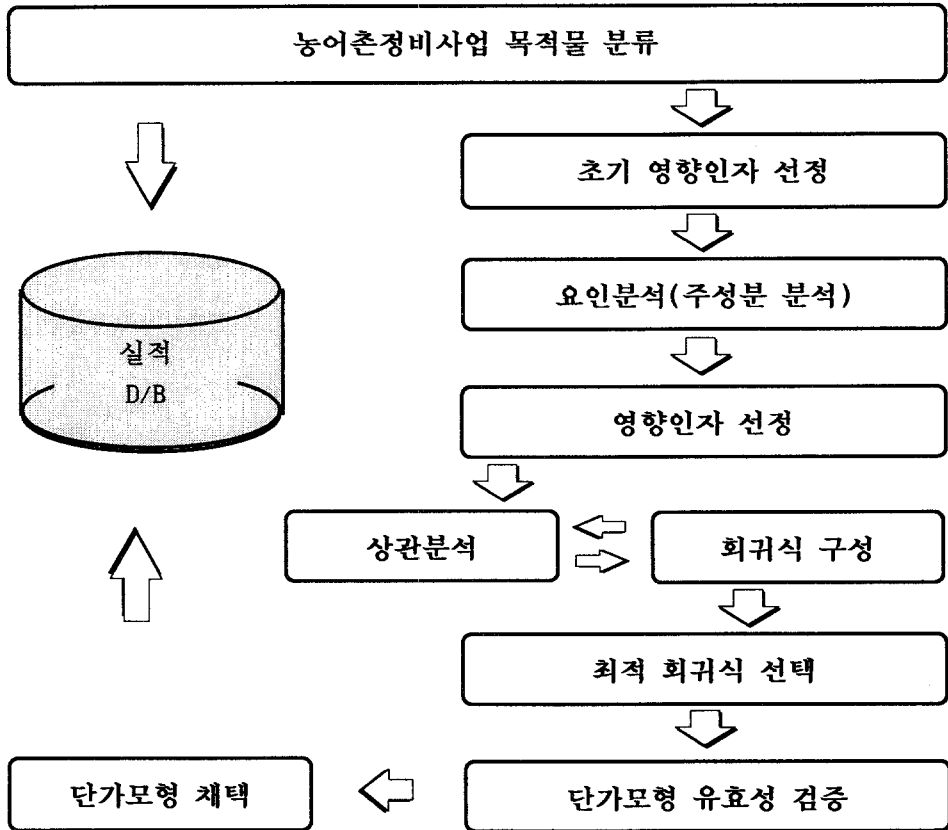 농어촌정비사업 목적물 분류
초기 영향인자 선정
요인분석(주성분 분석)
실적
D/B
영향인자 선정
상관분석
회귀식 구성
최적 회귀식 선택
단가모형 채택
단가모형 유효성 검증